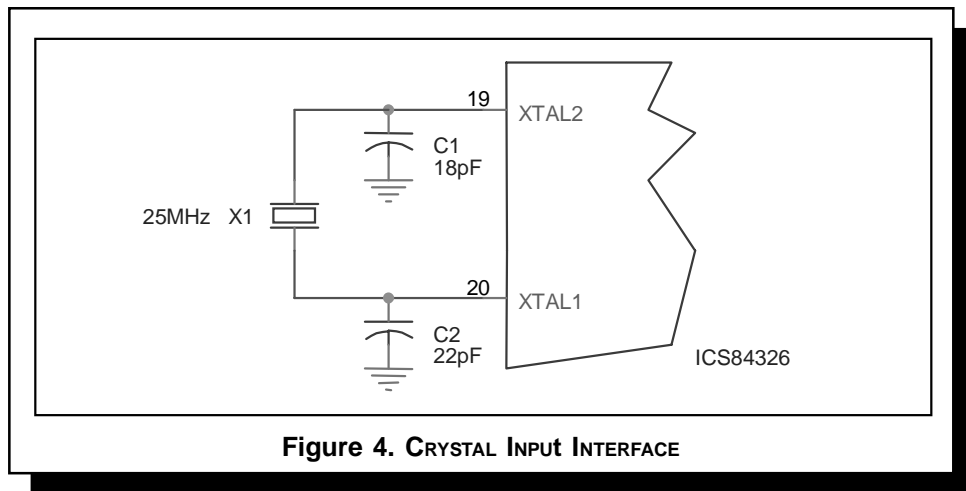 19
XTAL2
C1
18pF
25MHz X1
20
XTAL1
C2
22pF
ICS84326
Figure 4. CRYSTAL INPUt INTERFACE